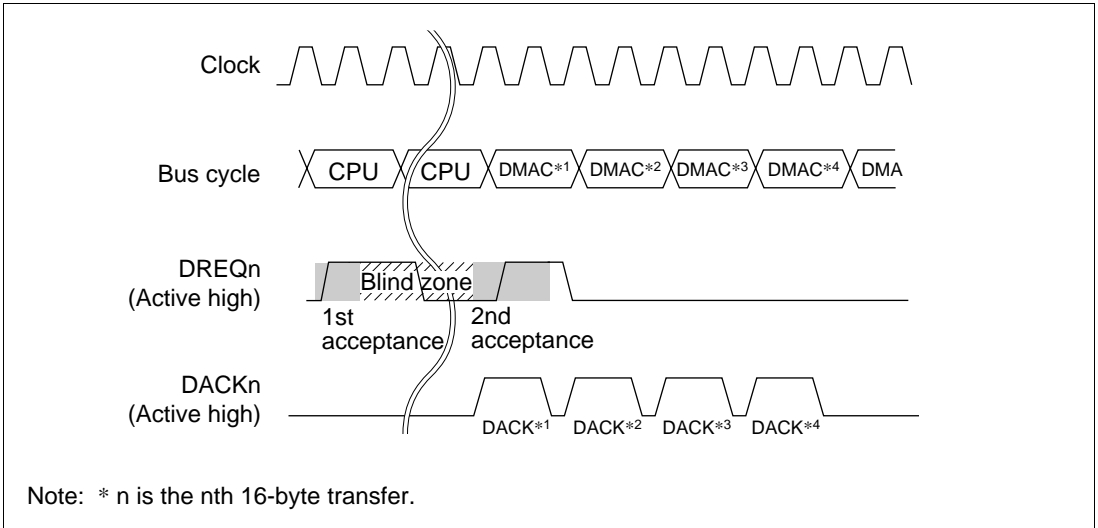 Clock
Bus cycle
CPU CPU DMAC*1 DMAC*2 DMAC*3 DMAC*4 DMA
DREQn
(Active high)
Blind zone
1st
acceptance
2nd
acceptance
DACKn
(Active high)
DACK*1 DACK*2 DACK*3 DACK*4
Note: * n is the nth 16-byte transfer.